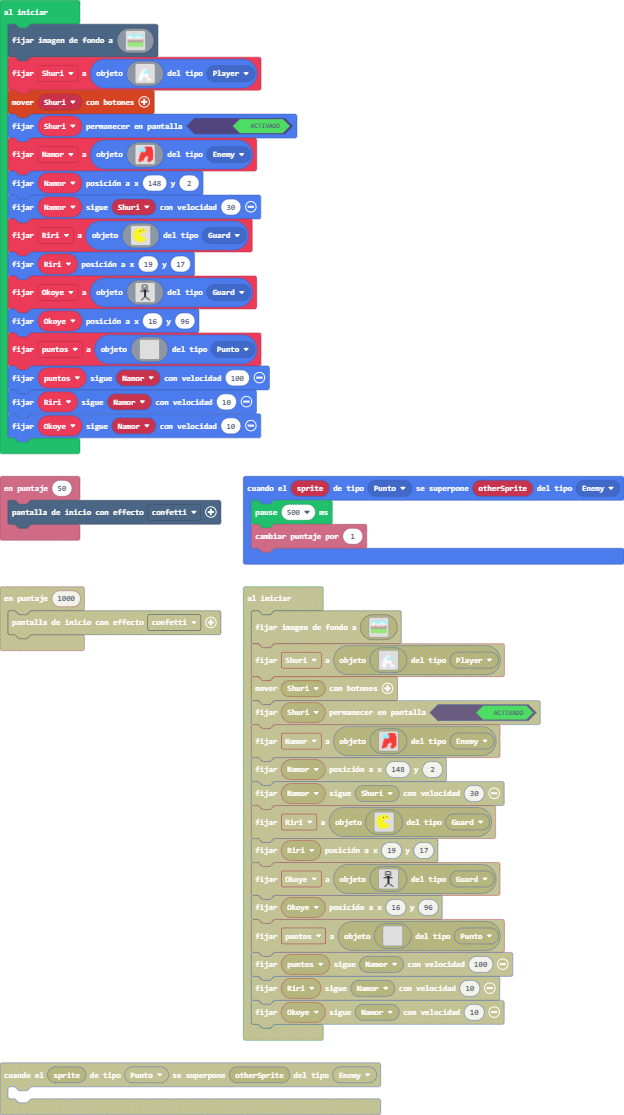 al iniciar
fijar imagen de fondo a
fijar Shuri a objeto del tipo Player
mover Shuri con botones
fijar Shuri permanecer en pantalla ACTIVADO
fijar Namor a objeto del tipo Enemy
fijar Namor posición a x 148 y 2
fijar Namor sigue Shuri con velocidad 30
fijar Riri a objeto del tipo Guard
fijar Riri posición a x 19 y 17
fijar Okoye a objeto del tipo Guard
fijar Okoye posición a x 16 y 96
fijar puntos a objeto del tipo Punto
fijar puntos sigue Namor con velocidad 100
fijar Riri sigue Namor con velocidad 10
fijar Okoye sigue Namor con velocidad 10
en puntaje 50
pantalla de inicio con effecto confetti
cuando el sprite de tipo Punto se superpone otherSprite del tipo Enemy
pause 500 ms
cambiar puntaje por 1
en puntaje 1000
pantalla de inicio con effecto confetti
al iniciar
fijar imagen de fondo a
fijar Shuri a objeto del tipo Player
mover Shuri con botones
fijar Shuri permanecer en pantalla ACTIVADO
fijar Namor a objeto del tipo Enemy
fijar Namor posición a x 148 y 2
fijar Namor sigue Shuri con velocidad 30
fijar Riri a objeto del tipo Guard
fijar Riri posición a x 19 y 17
fijar Okoye a objeto del tipo Guard
fijar Okoye posición a x 16 y 96
fijar puntos a objeto del tipo Punto
fijar puntos sigue Namor con velocidad 100
fijar Riri sigue Namor con velocidad 10
fijar Okoye sigue Namor con velocidad 10
cuando el sprite de tipo Punto se superpone otherSprite del tipo Enemy